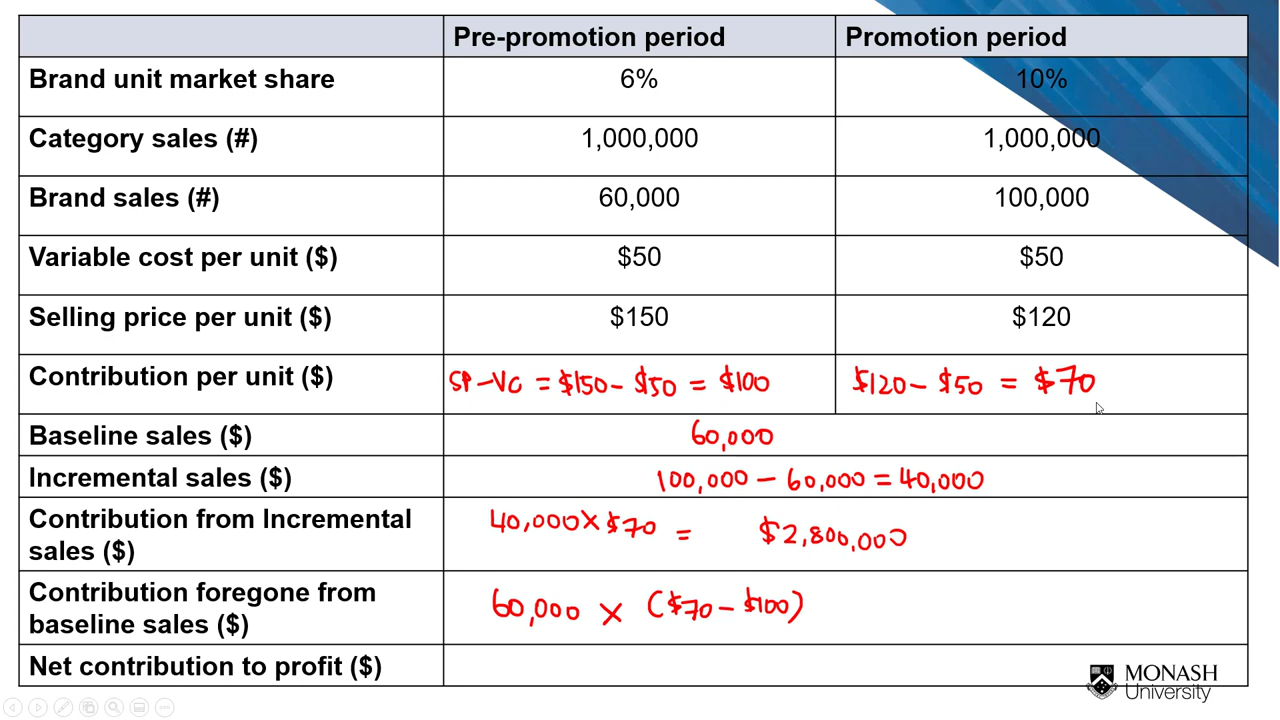 Pre-promotion period Promotion period
Brand unit market share 6% 10%
Category sales (#) 1,000,000 1,000,000
Brand sales (#) 60,000 100,000
Variable cost per unit ($) $50 $50
Selling price per unit ($) $150 $120
Contribution per unit ($) SP-VC = $150 - $50 = $100 $120 - $50 = $70
Baseline sales ($) 60,000
Incremental sales ($) 100,000 - 60,000 = 40,000
Contribution from Incremental
sales ($) 40,000 x $70 = $2,800,000
Contribution foregone from
baseline sales ($) 60,000 x ($70 - $100)
Net contribution to profit ($)
MONASH
University